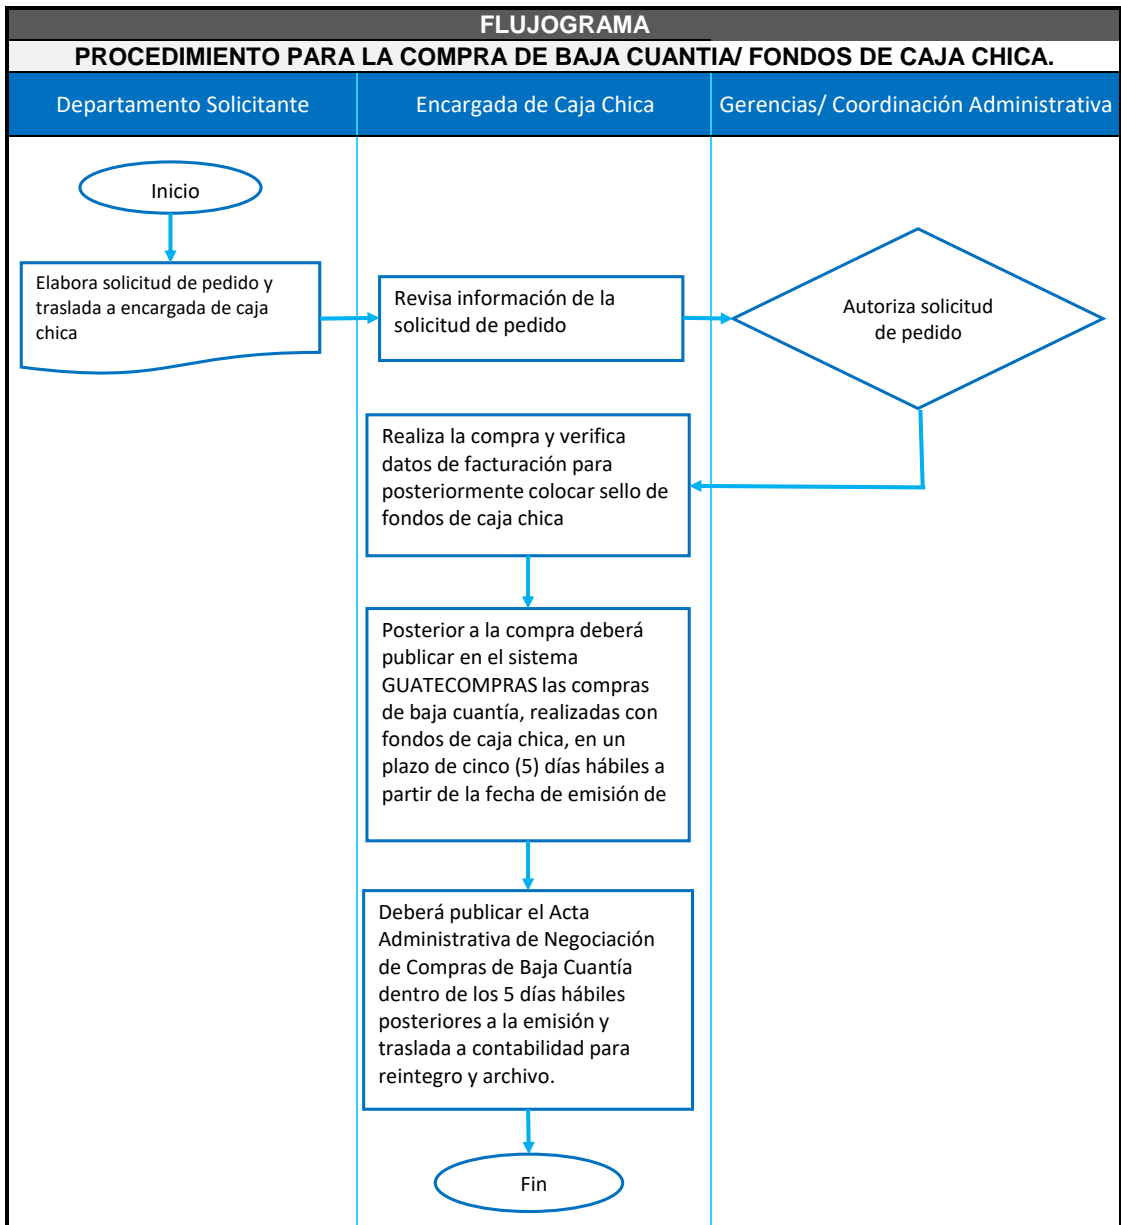 FLUJOGRAMA
PROCEDIMIENTO PARA LA COMPRA DE BAJA CUANTIA/ FONDOS DE CAJA CHICA.
Departamento Solicitante
Encargada de Caja Chica
Gerencias/ Coordinación Administrativa
Inicio
Elabora solicitud de pedido y
traslada a encargada de caja
chica
Revisa información de la
solicitud de pedido
Autoriza solicitud
de pedido
Realiza la compra y verifica
datos de facturación para
posteriormente colocar sello de
fondos de caja chica
Posterior a la compra deberá
publicar en el sistema
GUATECOMPRAS las compras
de baja cuantía, realizadas con
fondos de caja chica, en un
plazo de cinco (5) días hábiles a
partir de la fecha de emisión de
Deberá publicar el Acta
Administrativa de Negociación
de Compras de Baja Cuantía
dentro de los 5 días hábiles
posteriores a la emisión y
traslada a contabilidad para
reintegro y archivo.
Fin